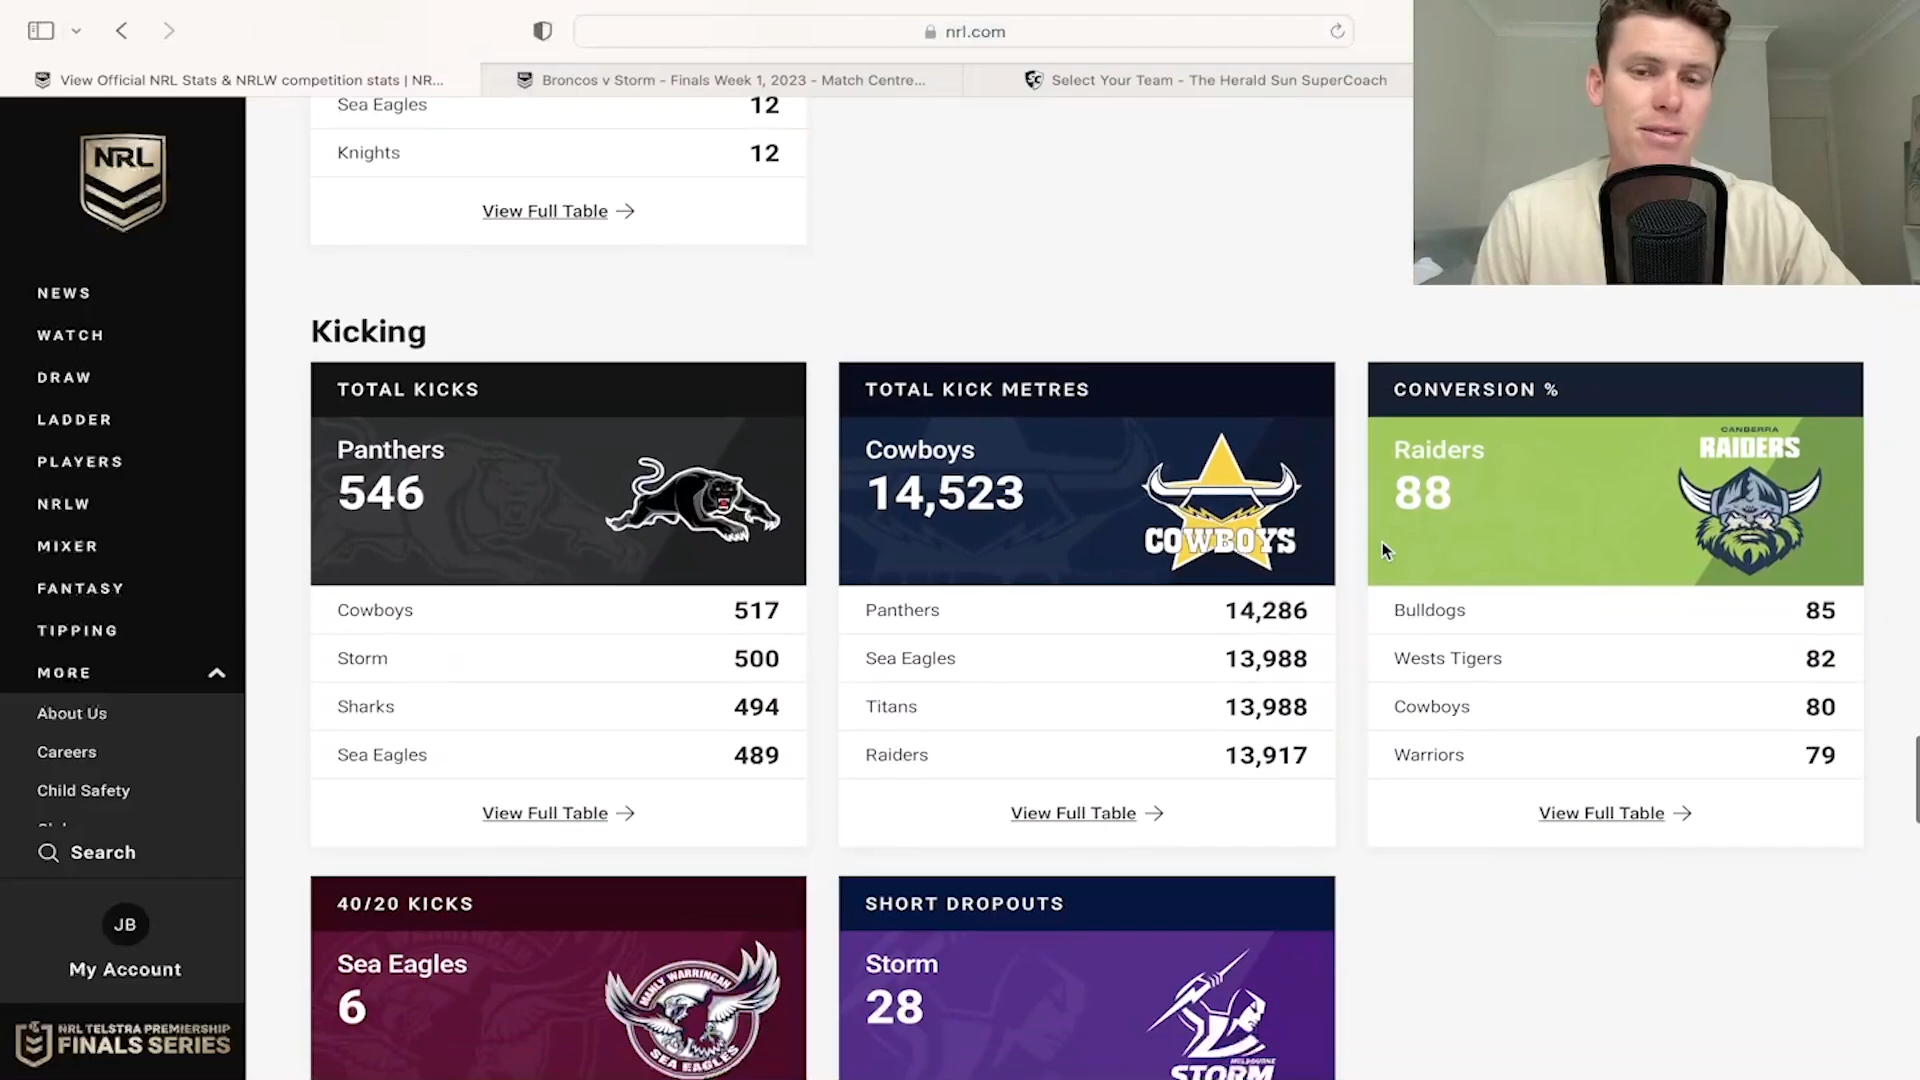 nrl.com
View Official NRL Stats & NRLW competition stats | NR...
Broncos v Storm - Finals Week 1, 2023 - Match Centre...
Select Your Team - The Herald Sun SuperCoach
NRL
NEWS
WATCH
DRAW
LADDER
PLAYERS
NRLW
MIXER
FANTASY
TIPPING
MORE
About Us
Careers
Child Safety
Search
JB
My Account
NRL TELSTRA PREMIERSHIP
FINALS SERIES
Sea Eagles 12
Knights 12
View Full Table
Kicking
TOTAL KICKS
Panthers
546
Cowboys 517
Storm 500
Sharks 494
Sea Eagles 489
View Full Table
TOTAL KICK METRES
Cowboys
14,523
COWBOYS
Panthers 14,286
Sea Eagles 13,988
Titans 13,988
Raiders 13,917
View Full Table
CONVERSION %
Raiders
88
CANBERRA
RAIDERS
Bulldogs 85
Wests Tigers 82
Cowboys 80
Warriors 79
View Full Table
40/20 KICKS
Sea Eagles
6
MANLY WARRINGAH
SEA EAGLES
SHORT DROPOUTS
Storm
28
MELBOURNE
STORM